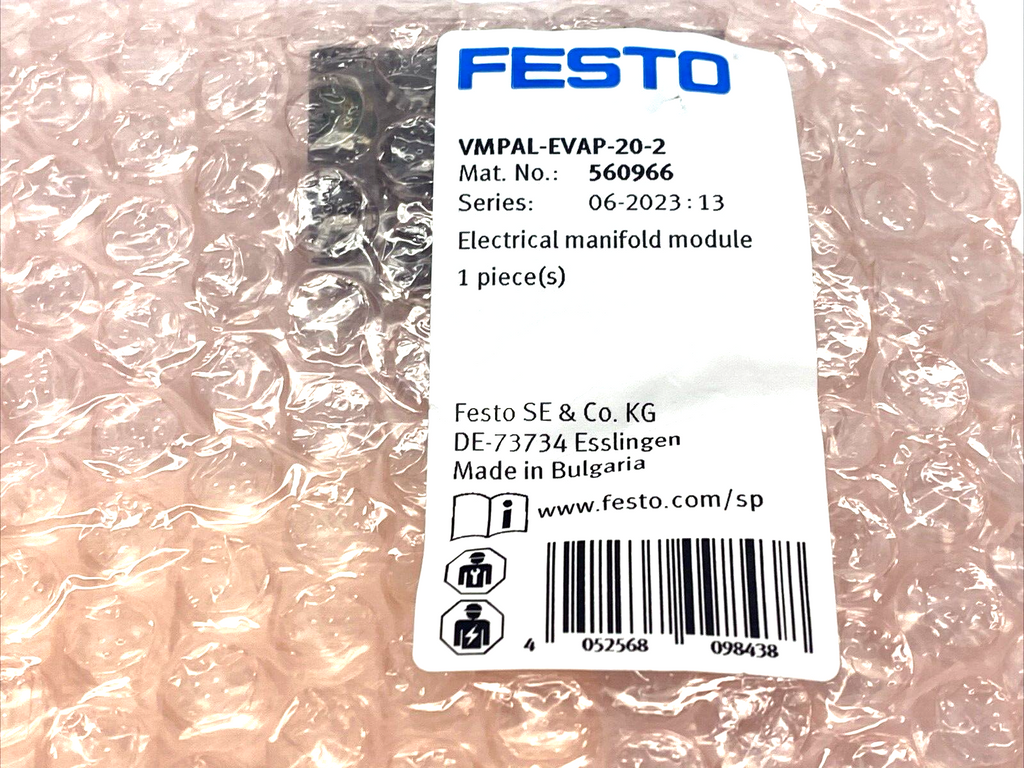 FESTO
VMPAL-EVAP-20-2
Mat. No.: 560966
Series: 06-2023:13
Electrical manifold module
1 piece(s)
Festo SE & Co. KG
DE-73734 Esslingen
Made in Bulgaria
i www.festo.com/sp
4 052568 098438